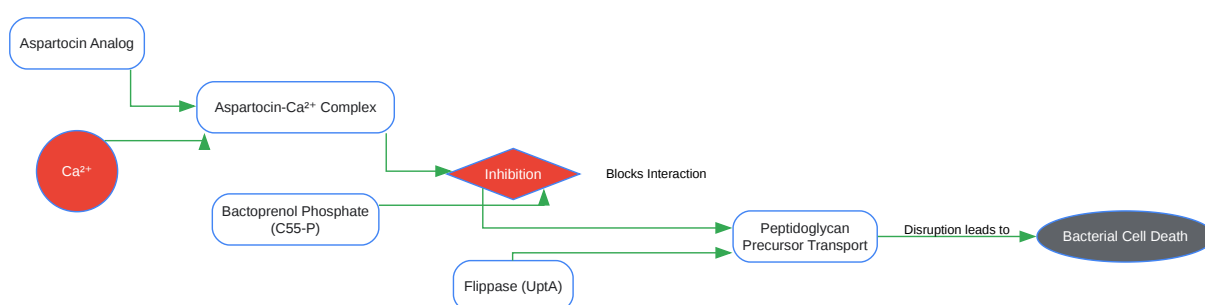 Aspartocin Analog
Aspartocin-Ca²⁺ Complex
Ca²⁺
Inhibition
Blocks Interaction
Bactoprenol Phosphate
(C55-P)
Peptidoglycan
Precursor Transport
Disruption leads to
Bacterial Cell Death
Flippase (UptA)